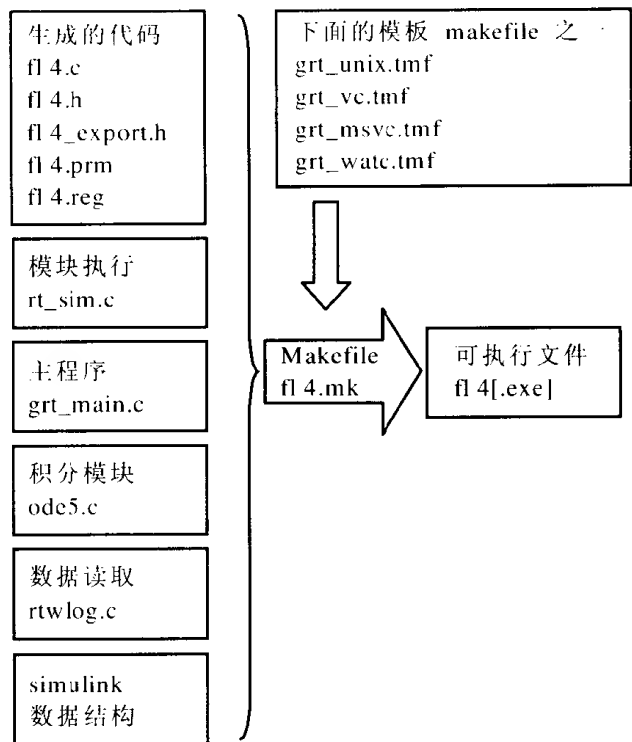 生成的代码
fl 4.c
fl 4.h
fl 4_export.h
fl 4.prm
fl 4.reg
模块执行
rt_sim.c
主程序
grt_main.c
积分模块
ode5.c
数据读取
rtwlog.c
simulink
数据结构
下面的模板 makefile 之一
grt_unix.tmf
grt_vc.tmf
grt_msvc.tmf
grt_watc.tmf
Makefile
fl 4.mk
可执行文件
fl 4[.exe]